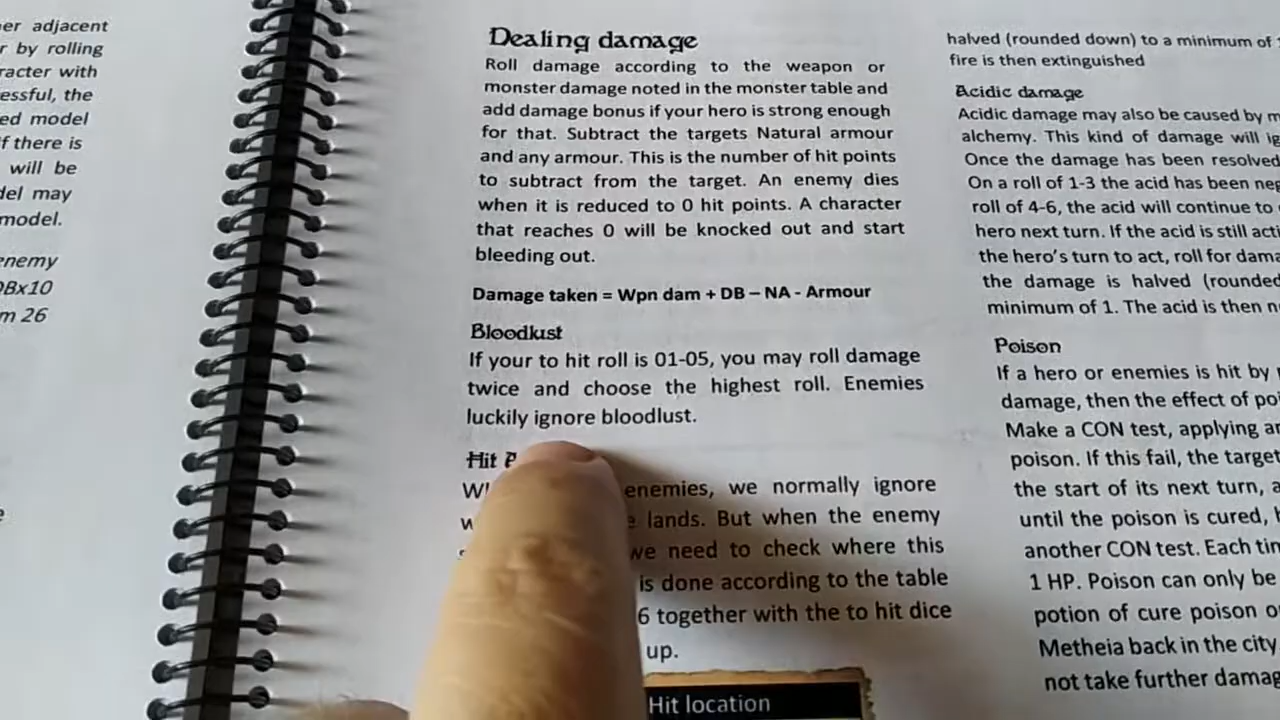 er adjacent
r by rolling
racter with
essful, the
ed model
f there is
will be
del may
model.
enemy
DBx10
m 26
Dealing damage
Roll damage according to the weapon or
monster damage noted in the monster table and
add damage bonus if your hero is strong enough
for that. Subtract the targets Natural armour
and any armour. This is the number of hit points
to subtract from the target. An enemy dies
when it is reduced to 0 hit points. A character
that reaches 0 will be knocked out and start
bleeding out.
Damage taken = Wpn dam + DB – NA - Armour
Bloodlust
If your to hit roll is 01-05, you may roll damage
twice and choose the highest roll. Enemies
luckily ignore bloodlust.
Hit
enemies, we normally ignore
lands. But when the enemy
we need to check where this
is done according to the table
6 together with the to hit dice
up.
Hit location
halved (rounded down) to a minimum of 1
fire is then extinguished
Acidic damage
Acidic damage may also be caused by m
alchemy. This kind of damage will ig
Once the damage has been resolved
On a roll of 1-3 the acid has been ne
roll of 4-6, the acid will continue to
hero next turn. If the acid is still acti
the hero's turn to act, roll for dama
the damage is halved (rounded
minimum of 1. The acid is then n
Poison
If a hero or enemies is hit by
damage, then the effect of po
Make a CON test, applying a
poison. If this fail, the target
the start of its next turn, a
until the poison is cured,
another CON test. Each tim
1 HP. Poison can only be
potion of cure poison o
Metheia back in the city
not take further damag